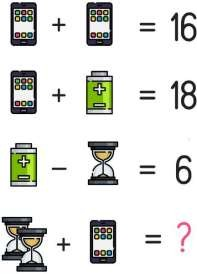 + = 16
+ = 18
- = 6
+ = ?